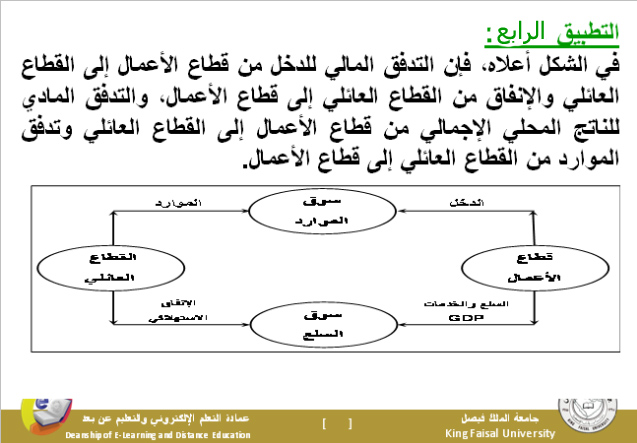 التطبيق الرابع:
في الشكل أعلاه، فإن التدفق المالي للدخل من قطاع الأعمال إلى القطاع
العائلي والإنفاق من القطاع العائلي إلى قطاع الأعمال، والتدفق المادي
للناتج المحلي الإجمالي من قطاع الأعمال إلى القطاع العائلي وتدفق
الموارد من القطاع العائلي إلى قطاع الأعمال.
سوق
الموارد
الدخل
الموارد
قطاع
الأعمال
القطاع
العائلي
السلع والخدمات
GDP
الإنفاق
الاستهلاكي
سوق
السلع
جامعة الملك فيصل
King Faisal University
[ ]
عمادة التعلم الإلكتروني والتعليم عن بعد
Deanship of E-Learning and Distance Education